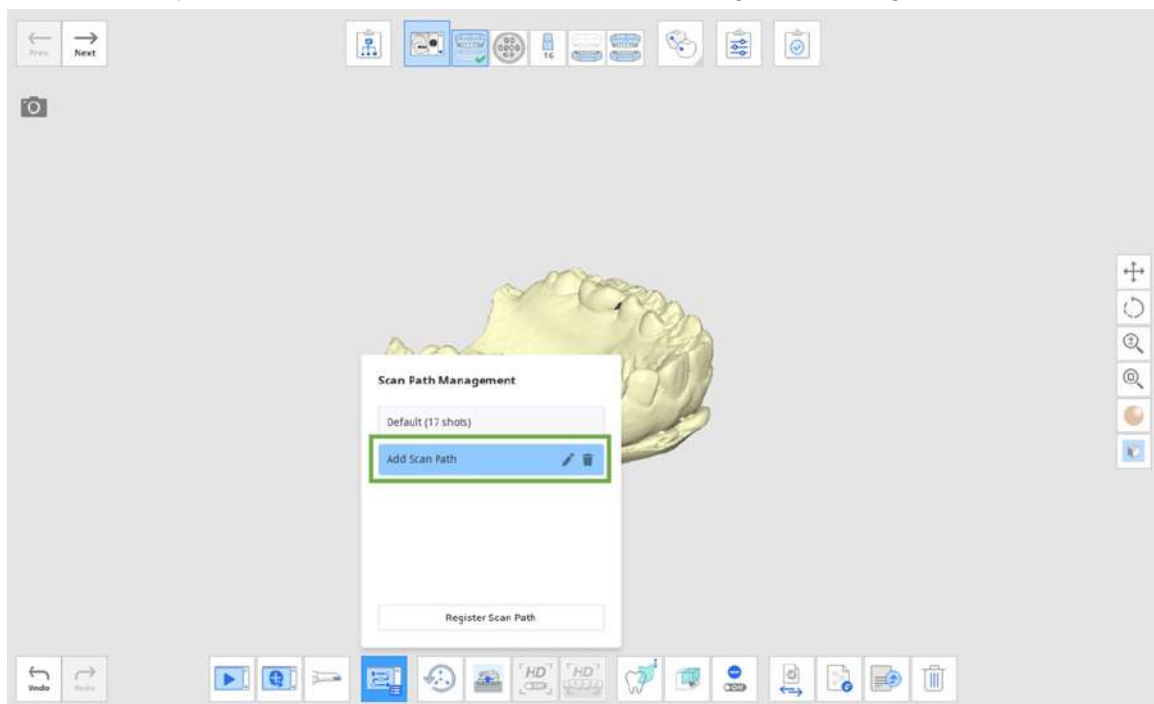 Prev
Next
16
Scan Path Management
Default (17 shots)
Add Scan Path
Register Scan Path
Undo
Redo
HD
HD